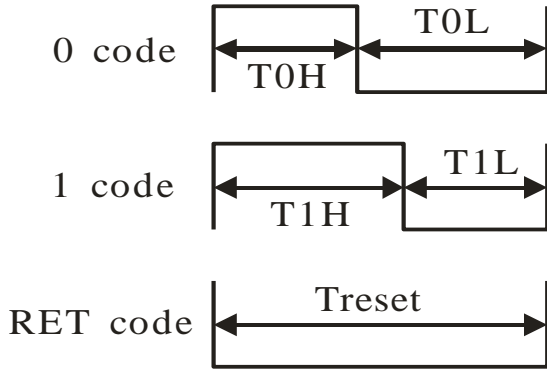 0 code
T0H
T0L
1 code
T1H
T1L
RET code
Treset